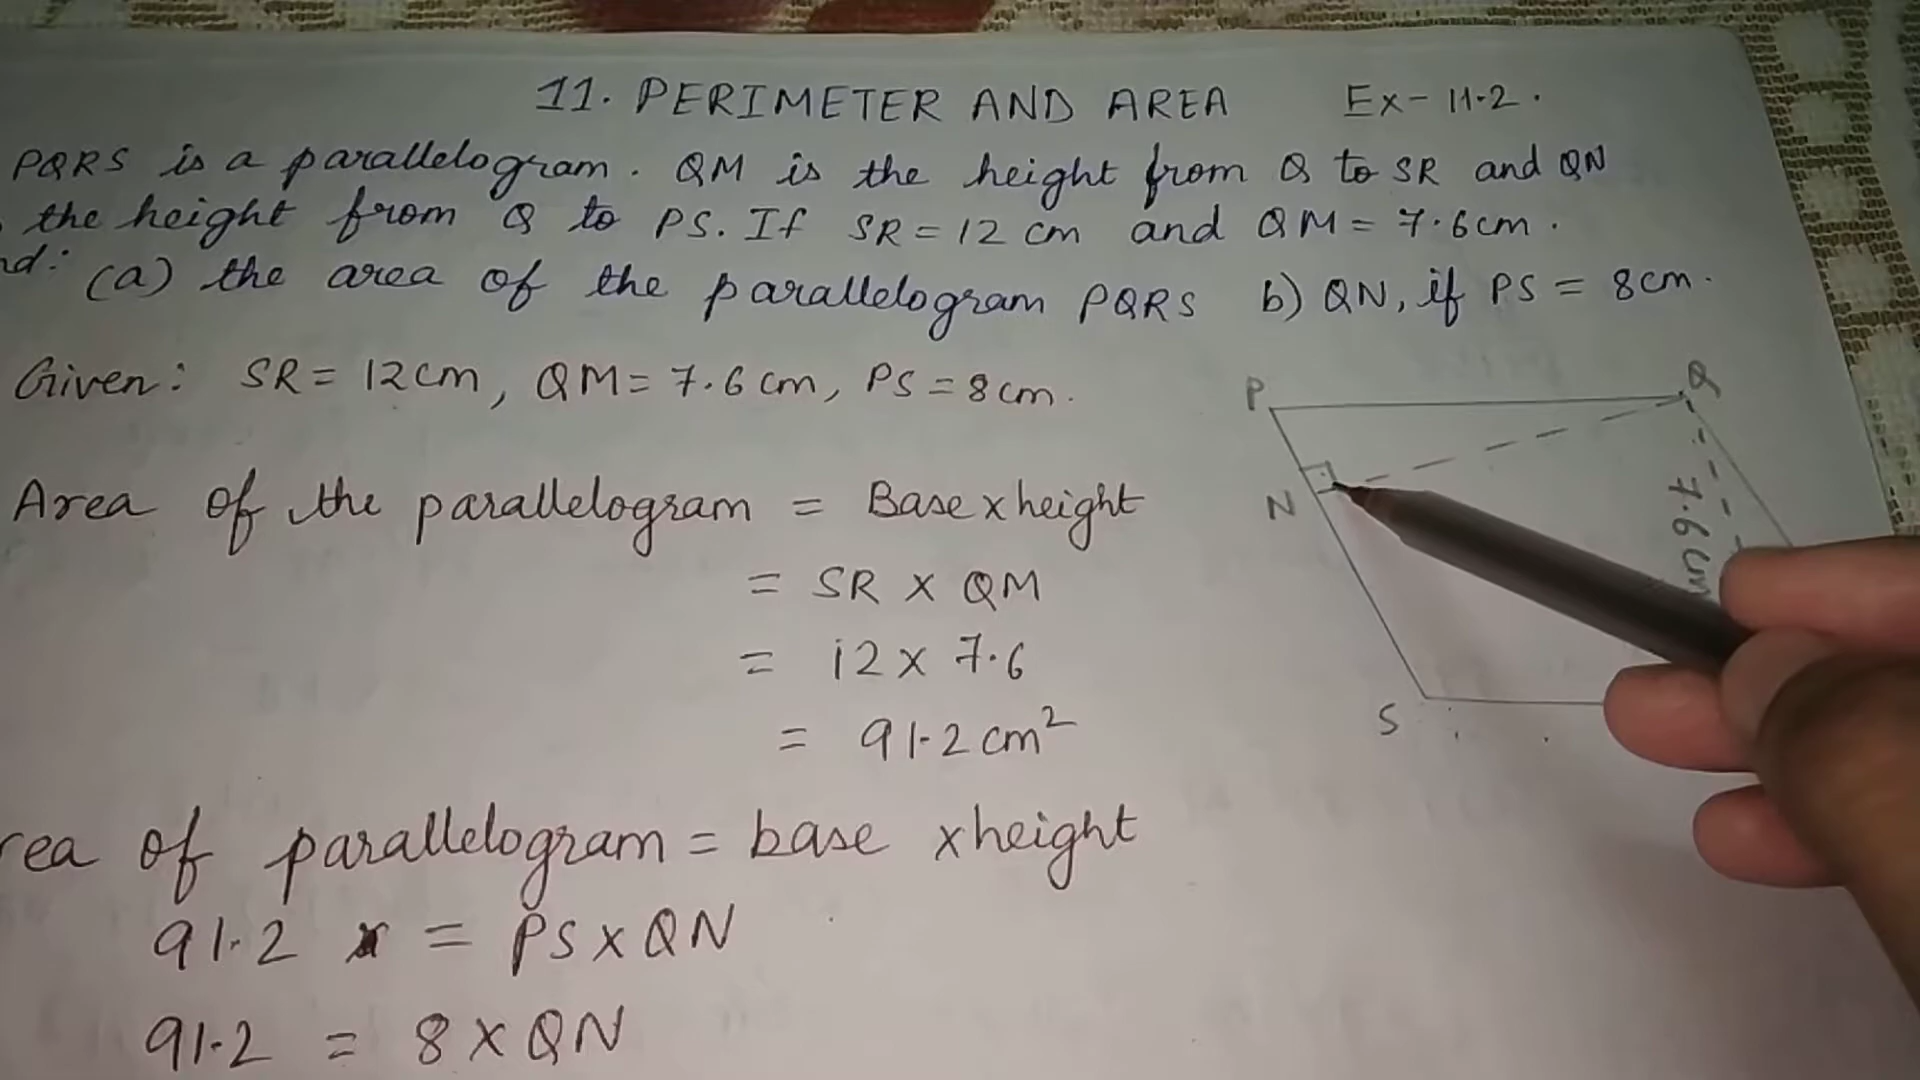 11. PERIMETER AND AREA Ex-11.2.
PQRS is a parallelogram. QM is the height from Q to SR and QN
the height from Q to PS. If SR = 12 cm and QM = 7.6cm.
(a) the area of the parallelogram PQRS b) QN, if PS = 8cm.
Given: SR = 12cm, QM = 7.6cm, PS = 8cm.
P Q
Area of the parallelogram = Base x height
N 7.6cm
= SR x QM
= 12 x 7.6
S
= 91.2 cm²
rea of parallelogram = base x height
91.2 = PS x QN
91.2 = 8 x QN